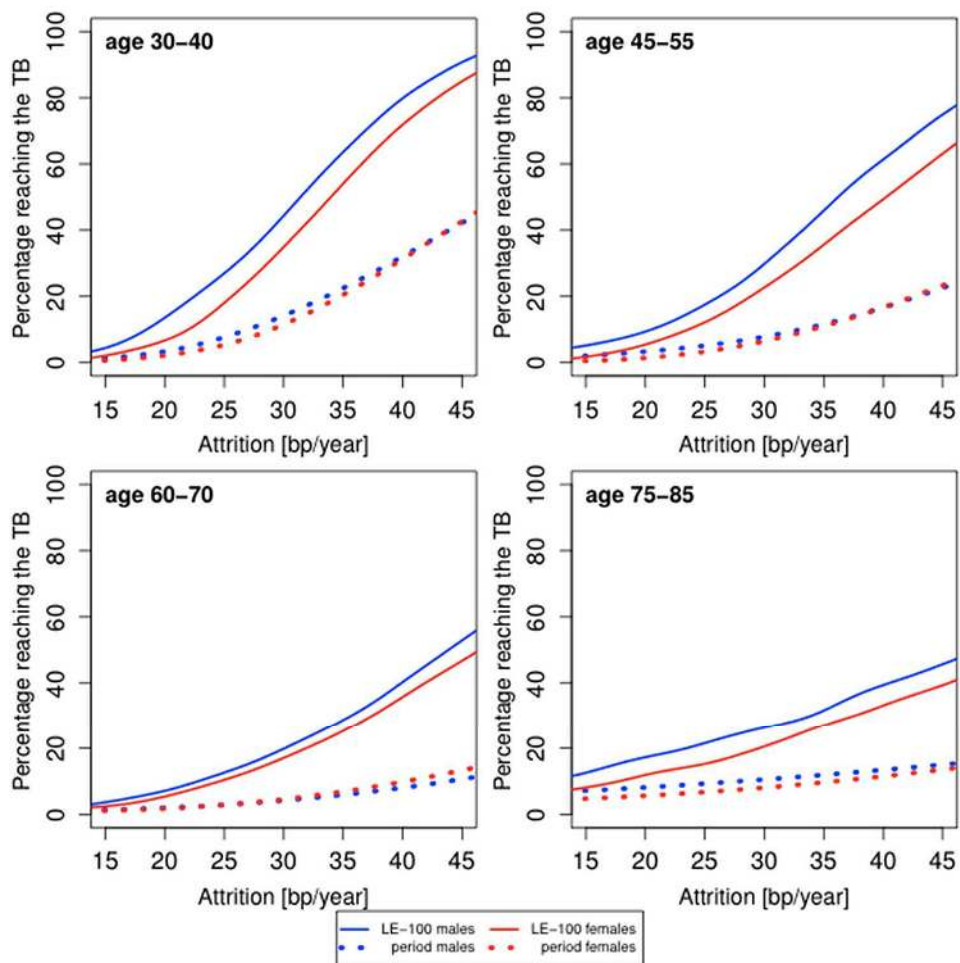 age 30–40
Percentage reaching the TB
0 20 40 60 80 100
15 20 25 30 35 40 45
Attrition [bp/year]
age 45–55
Percentage reaching the TB
0 20 40 60 80 100
15 20 25 30 35 40 45
Attrition [bp/year]
age 60–70
Percentage reaching the TB
0 20 40 60 80 100
15 20 25 30 35 40 45
Attrition [bp/year]
age 75–85
Percentage reaching the TB
0 20 40 60 80 100
15 20 25 30 35 40 45
Attrition [bp/year]
LE–100 males LE–100 females
period males period females